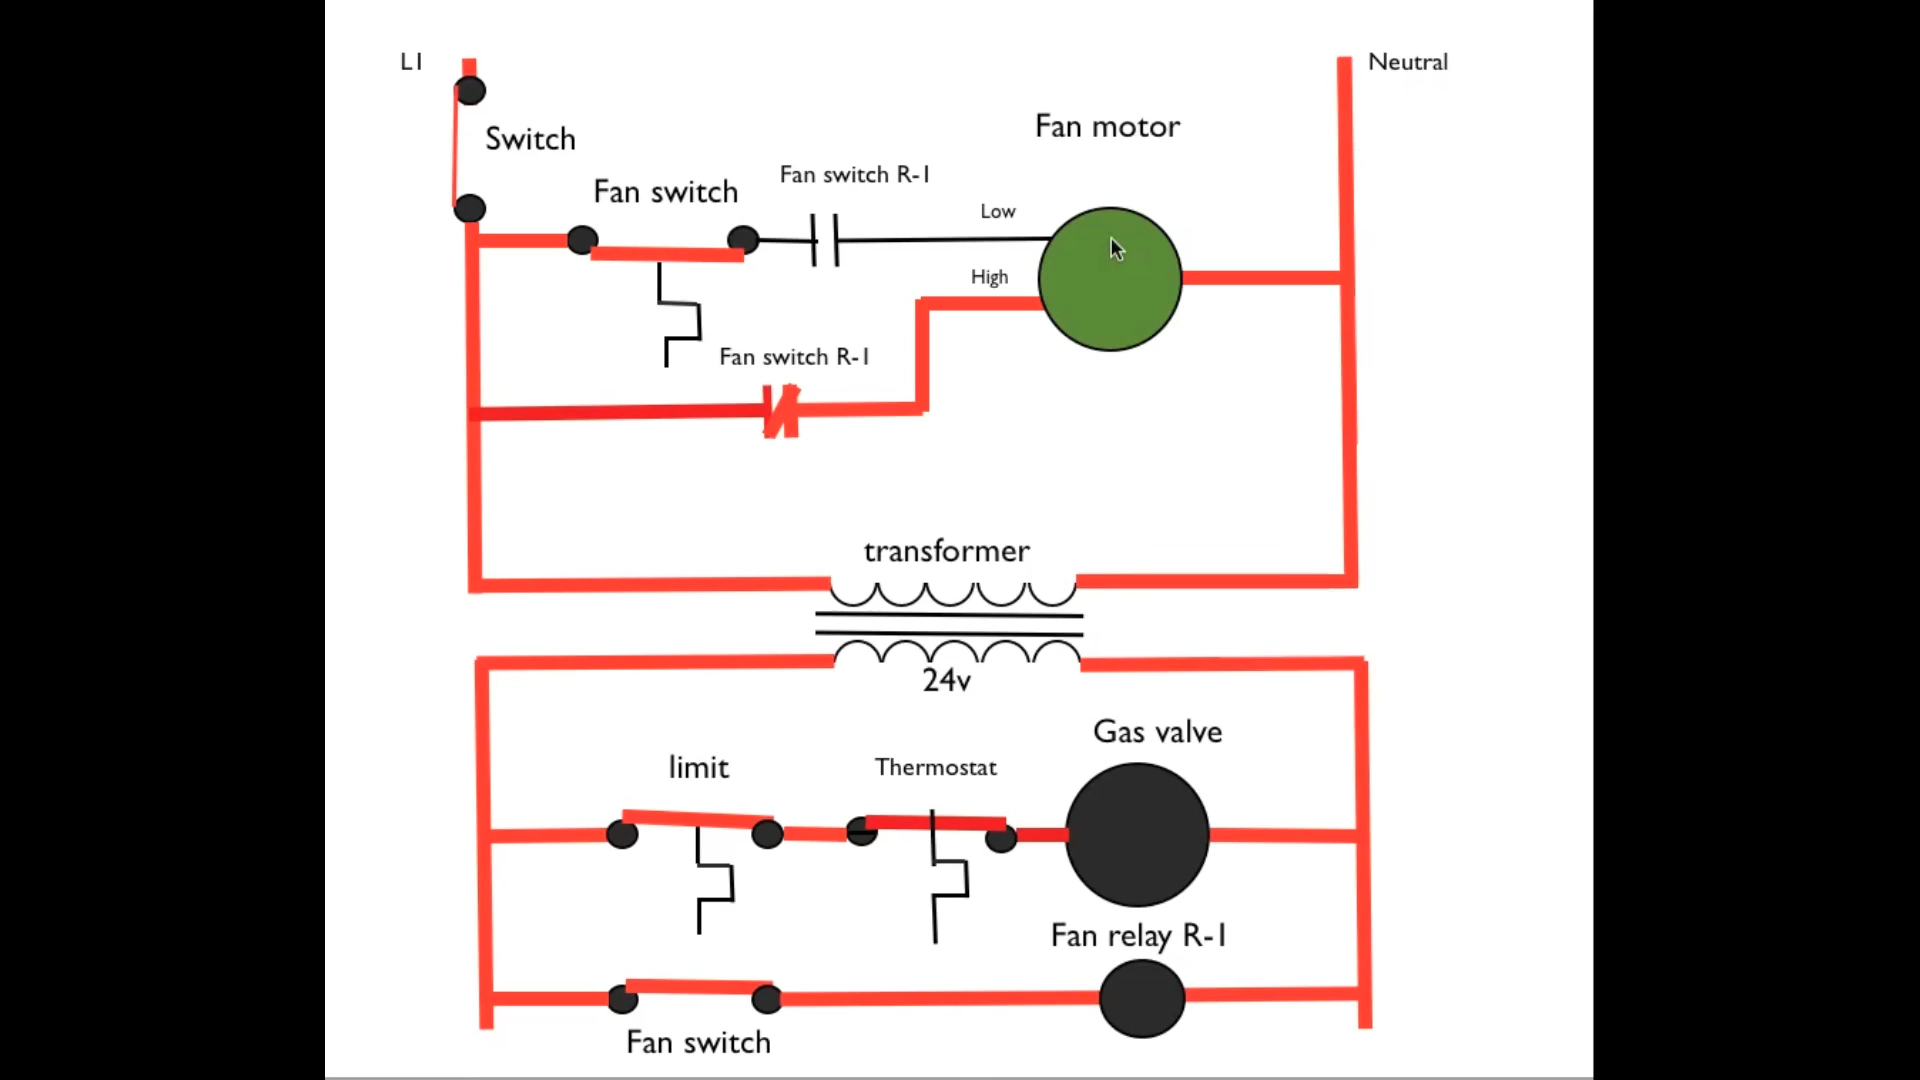 L1
Neutral
Fan motor
Switch
Fan switch R-1
Fan switch
Low
High
Fan switch R-1
transformer
24v
Gas valve
limit
Thermostat
Fan relay R-1
Fan switch